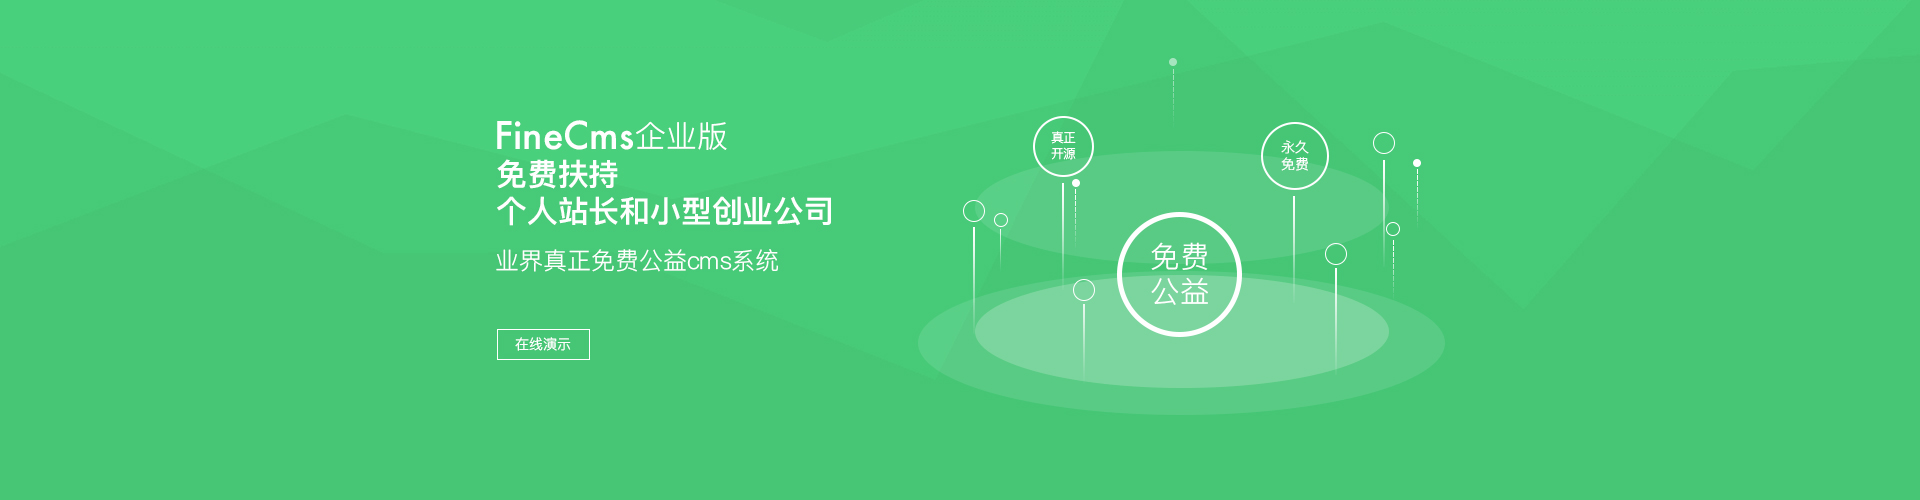 FineCms企业版
免费扶持
个人站长和小型创业公司
业界真正免费公益cms系统
在线演示
真正
开源
永久
免费
免费
公益